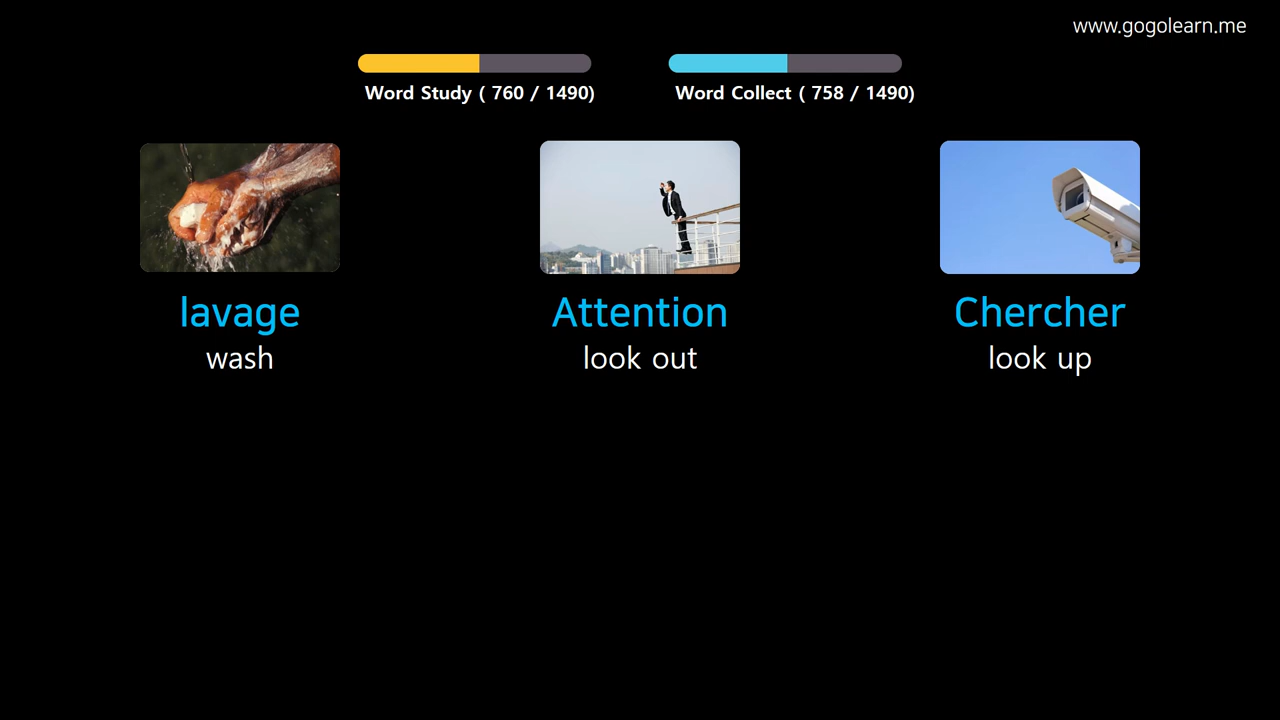 www.gogolearn.me
Word Study ( 760 / 1490)
Word Collect ( 758 / 1490)
lavage
wash
Attention
look out
Chercher
look up